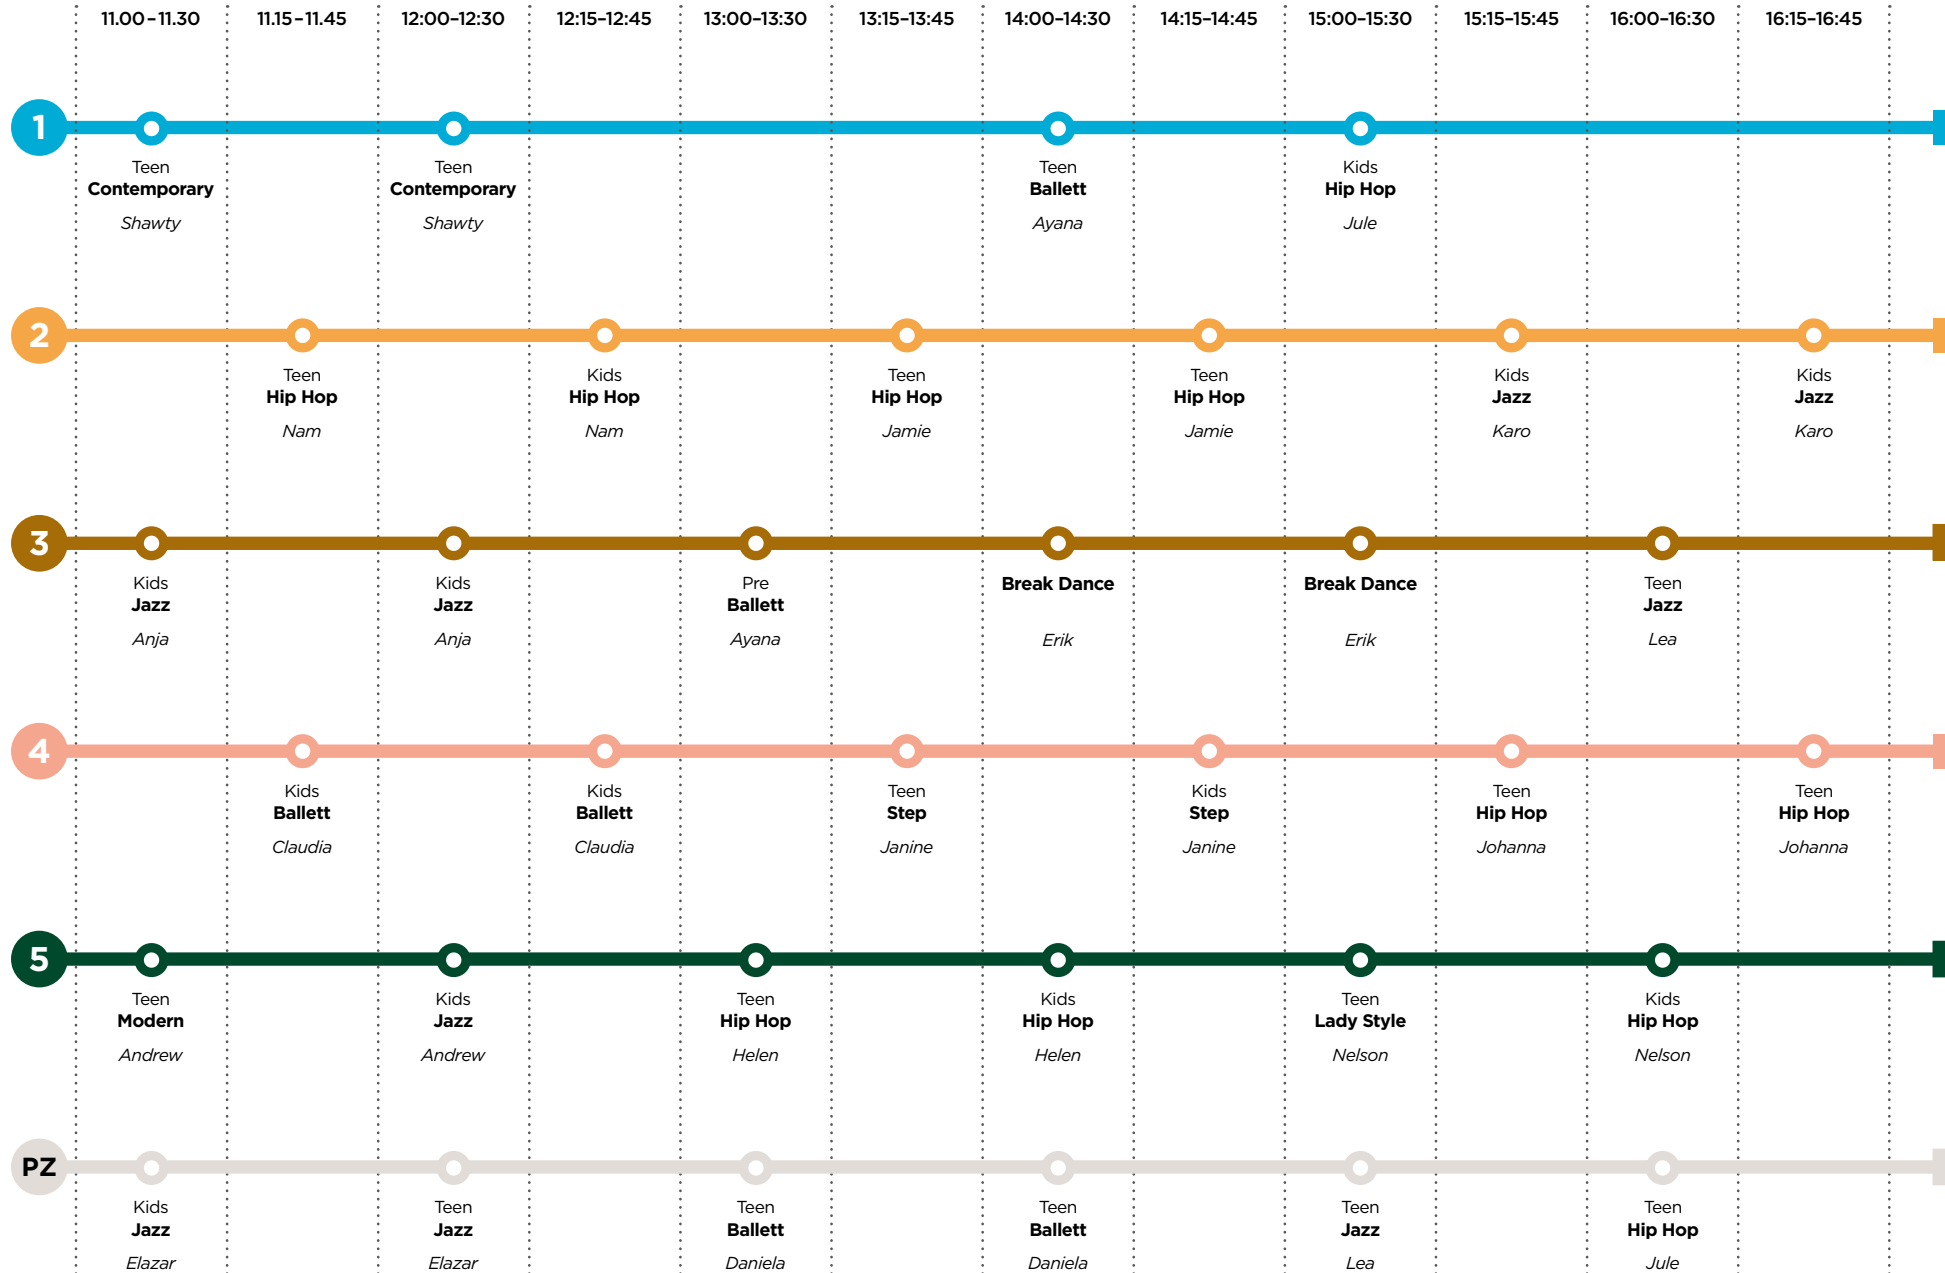 11.00 – 11.30 11.15 – 11.45 12:00–12:30 12:15–12:45 13:00–13:30 13:15–13:45 14:00–14:30 14:15–14:45 15:00–15:30 15:15–15:45 16:00–16:30 16:15–16:45
1
Teen Teen Teen Kids
Contemporary Contemporary Ballett Hip Hop
Shawty Shawty Ayana Jule
2
Teen Kids Teen Teen Kids Kids
Hip Hop Hip Hop Hip Hop Hip Hop Jazz Jazz
Nam Nam Jamie Jamie Karo Karo
3
Kids Kids Pre Break Dance Break Dance Teen
Jazz Jazz Ballett Jazz
Anja Anja Ayana Erik Erik Lea
4
Kids Kids Teen Kids Teen Teen
Ballett Ballett Step Step Hip Hop Hip Hop
Claudia Claudia Janine Janine Johanna Johanna
5
Teen Kids Teen Kids Teen Kids
Modern Jazz Hip Hop Hip Hop Lady Style Hip Hop
Andrew Andrew Helen Helen Nelson Nelson
PZ
Kids Teen Teen Teen Teen Teen
Jazz Jazz Ballett Ballett Jazz Hip Hop
Elazar Elazar Daniela Daniela Lea Jule